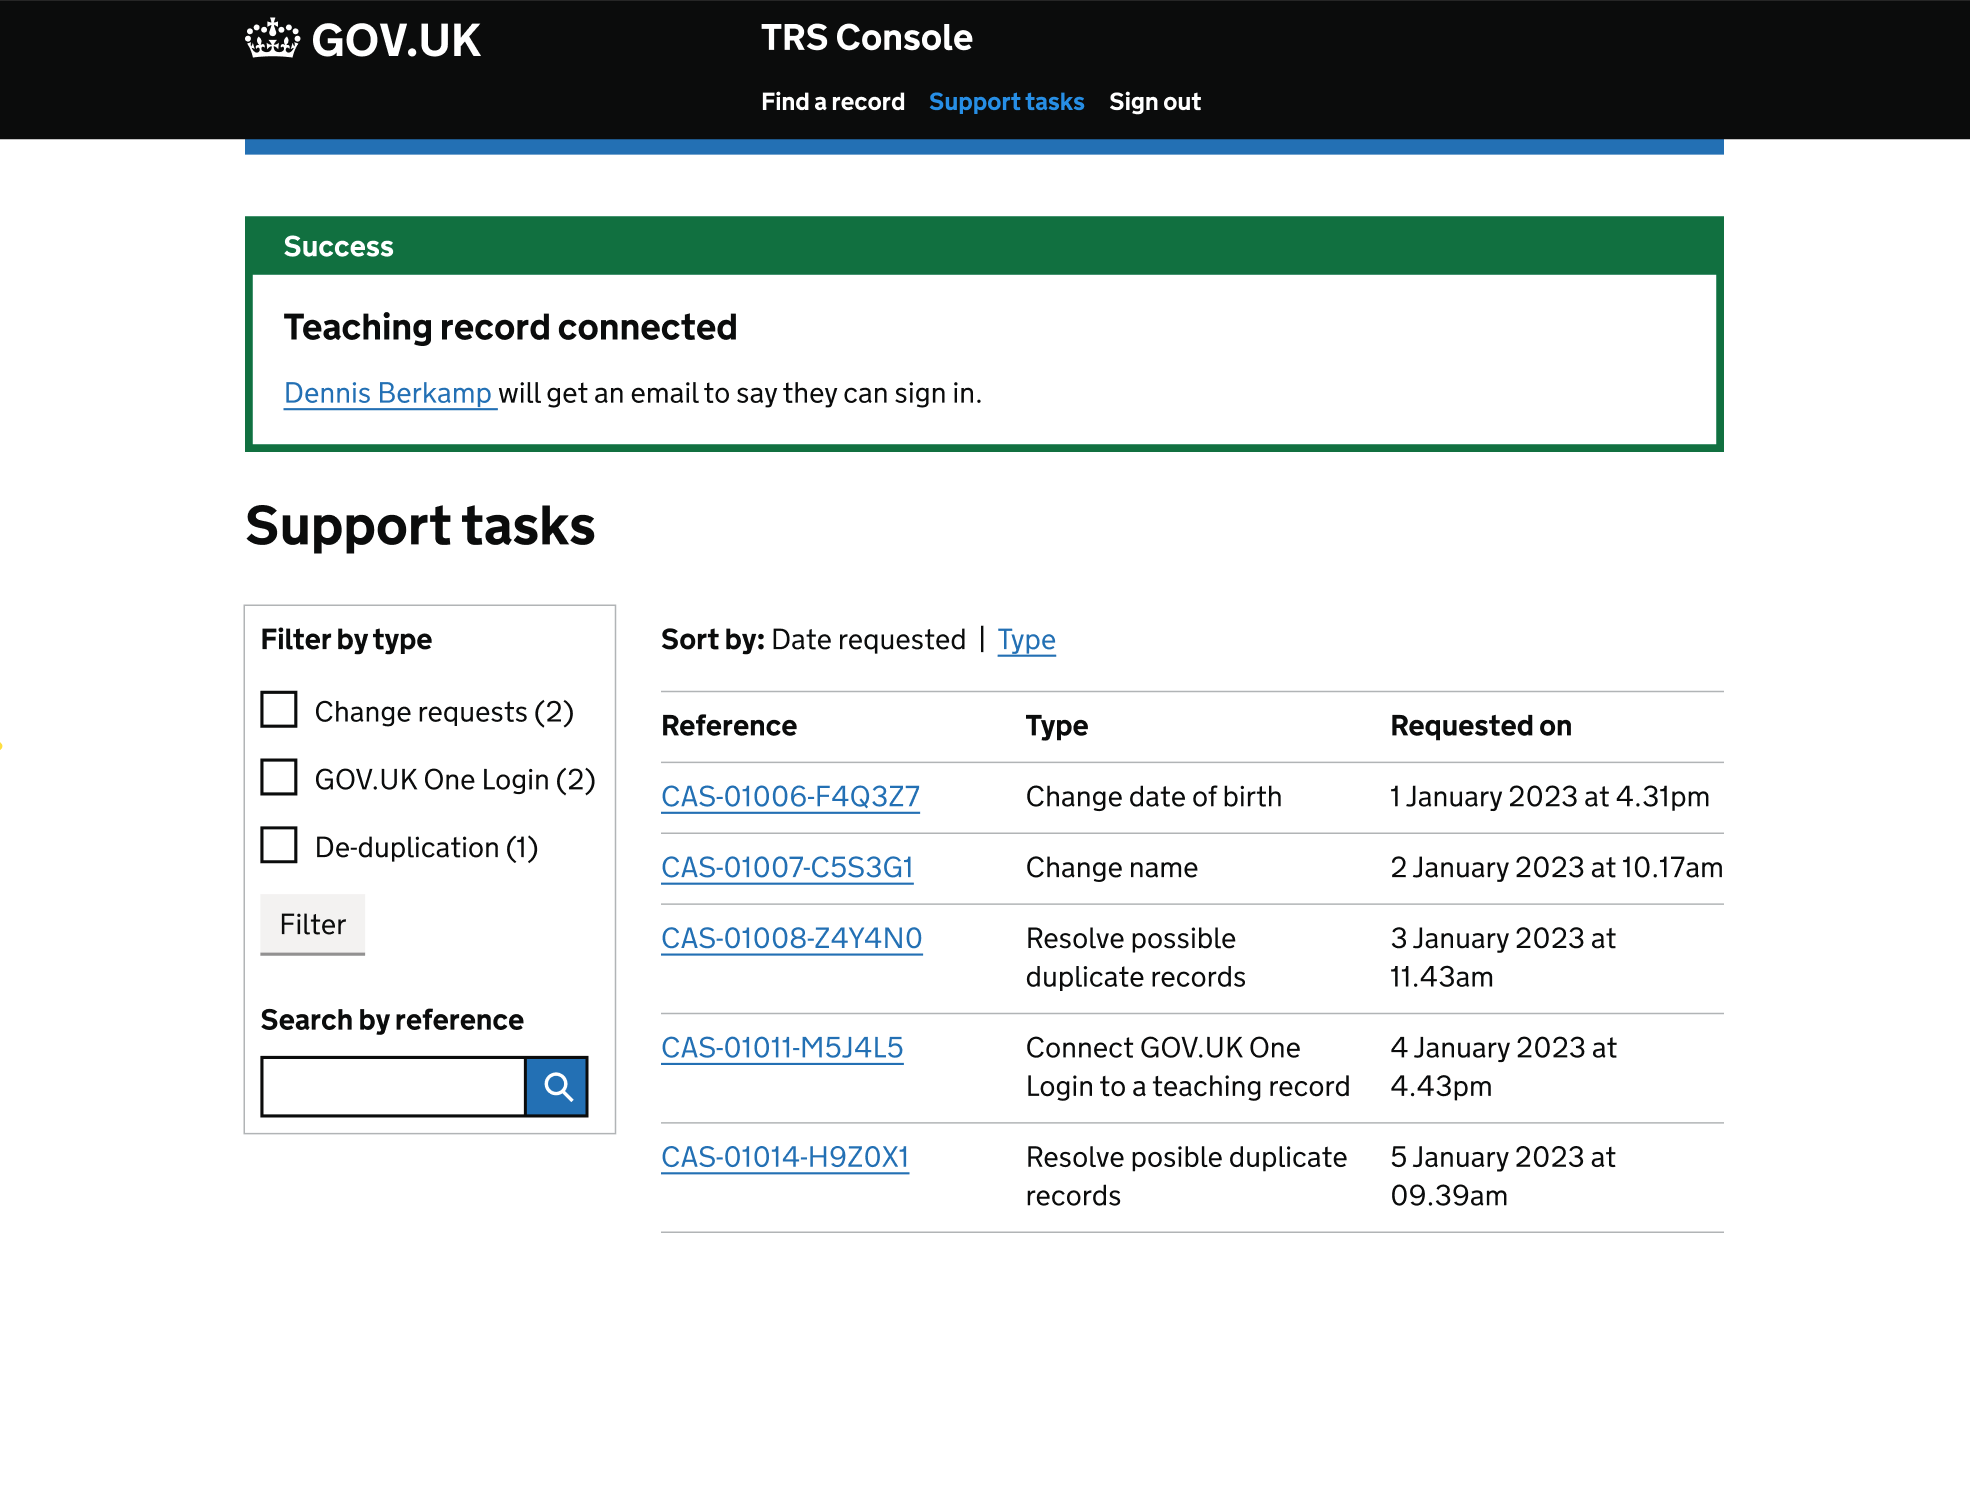 GOV.UK
TRS Console
Find a record Support tasks Sign out
Success
Teaching record connected
Dennis Berkamp will get an email to say they can sign in.
Support tasks
Filter by type
Change requests (2)
GOV.UK One Login (2)
De-duplication (1)
Filter
Search by reference
Sort by: Date requested | Type
Reference Type Requested on
CAS-01006-F4Q3Z7 Change date of birth 1 January 2023 at 4.31pm
CAS-01007-C5S3G1 Change name 2 January 2023 at 10.17am
CAS-01008-Z4Y4N0 Resolve possible 3 January 2023 at
duplicate records 11.43am
CAS-01011-M5J4L5 Connect GOV.UK One 4 January 2023 at
Login to a teaching record 4.43pm
CAS-01014-H9Z0X1 Resolve posible duplicate 5 January 2023 at
records 09.39am